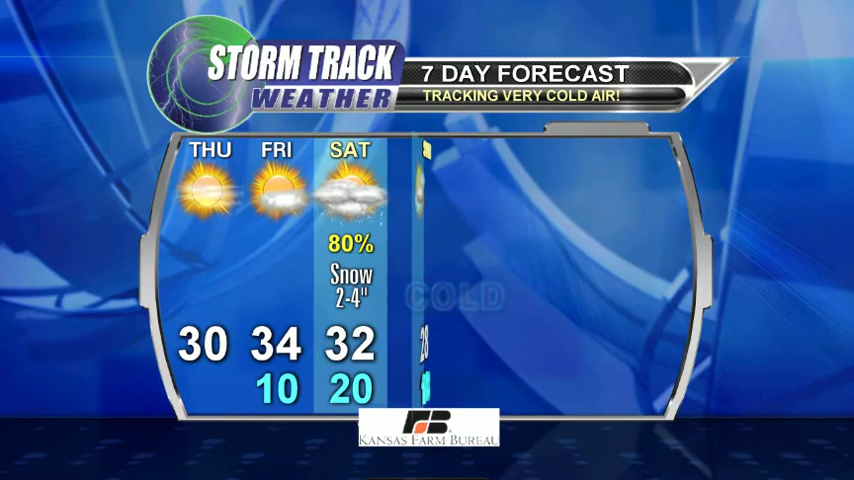 STORM TRACK
WEATHER
7 DAY FORECAST
TRACKING VERY COLD AIR!
THU FRI SAT
80%
Snow
2-4"
COLD
30 34 32 28
10 20
KANSAS FARM BUREAU